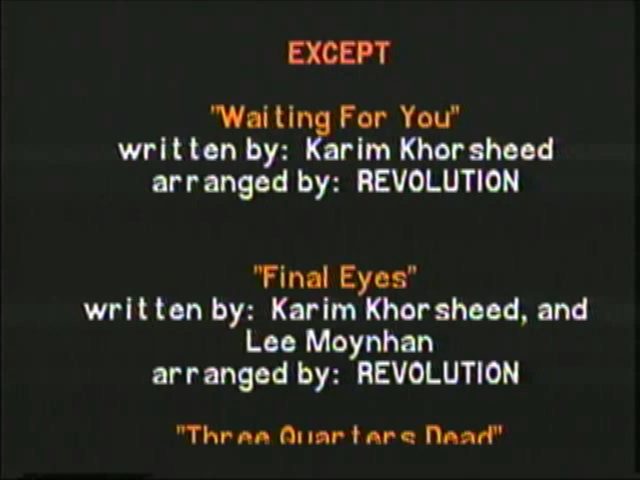 EXCEPT
"Waiting For You"
written by: Karim Khorsheed
arranged by: REVOLUTION
"Final Eyes"
written by: Karim Khorsheed, and
Lee Moynhan
arranged by: REVOLUTION
"Three Quarters Dead"